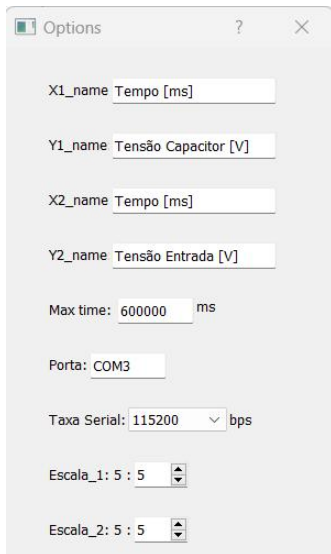 Options ?
X1_name Tempo [ms]
Y1_name Tensão Capacitor [V]
X2_name Tempo [ms]
Y2_name Tensão Entrada [V]
Max time: 600000 ms
Porta: COM3
Taxa Serial: 115200 bps
Escala_1: 5 : 5
Escala_2: 5 : 5